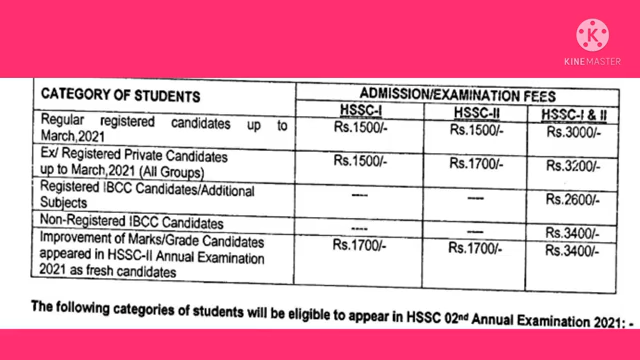 K
KINEMASTER
CATEGORY OF STUDENTS
ADMISSION/EXAMINATION FEES
HSSC-I HSSC-II HSSC-I & II
Regular registered candidates up to March,2021 Rs.1500/- Rs.1500/- Rs.3000/-
Ex/ Registered Private Candidates
up to March,2021 (All Groups) Rs.1500/- Rs.1700/- Rs.3200/-
Registered IBCC Candidates/Additional
Subjects ---- ---- Rs.2600/-
Non-Registered IBCC Candidates ---- ---- Rs.3400/-
Improvement of Marks/Grade Candidates Rs.1700/- Rs.1700/- Rs.3400/-
appeared in HSSC-II Annual Examination
2021 as fresh candidates
The following categories of students will be eligible to appear in HSSC 02nd Annual Examination 2021: -